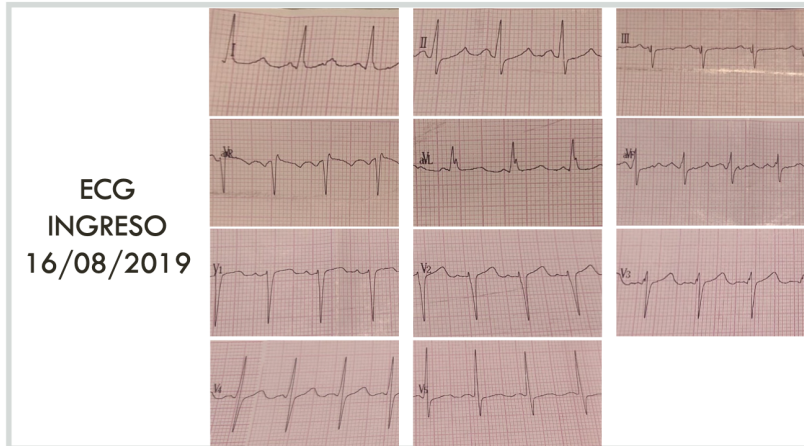 ECG
INGRESO
16/08/2019
I
II
III
aVR
aVL
aVF
V1
V2
V3
V4
V5